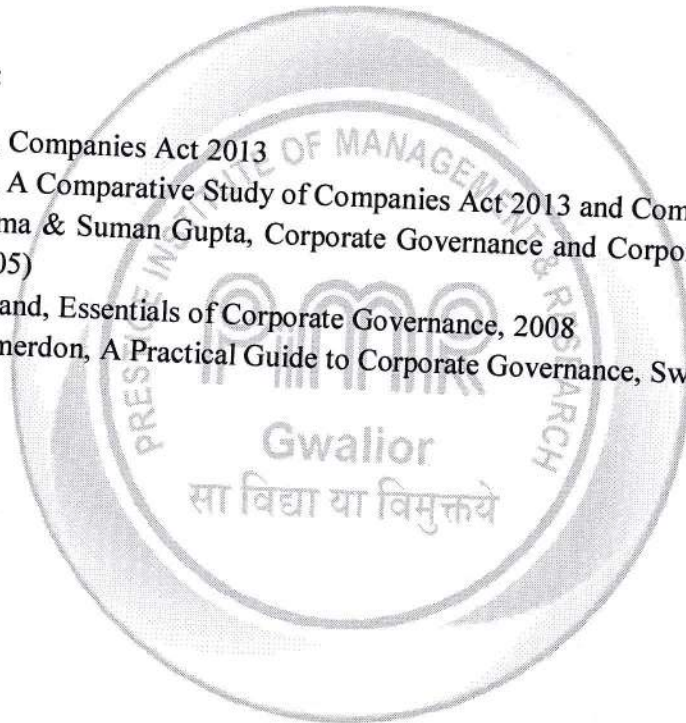 :
Companies Act 2013
A Comparative Study of Companies Act 2013 and Com
ma & Suman Gupta, Corporate Governance and Corpo
05)
and, Essentials of Corporate Governance, 2008
merdon, A Practical Guide to Corporate Governance, Sw
PRESTIGE INSTITUTE OF MANAGEMENT & RESEARCH
PIMR
Gwalior
सा विद्या या विमुक्तये